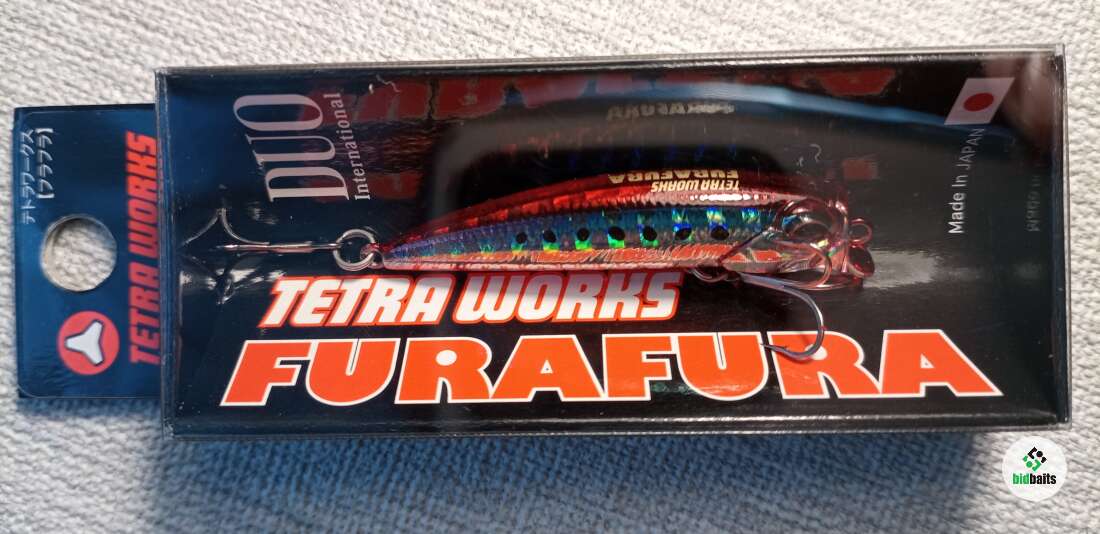 テトラワークス
【フラフラ】
TETRA WORKS
DUO
International
TETRA WORKS
FURAFURA
Made In JAPAN
TETRA WORKS
FURAFURA
bidbaits